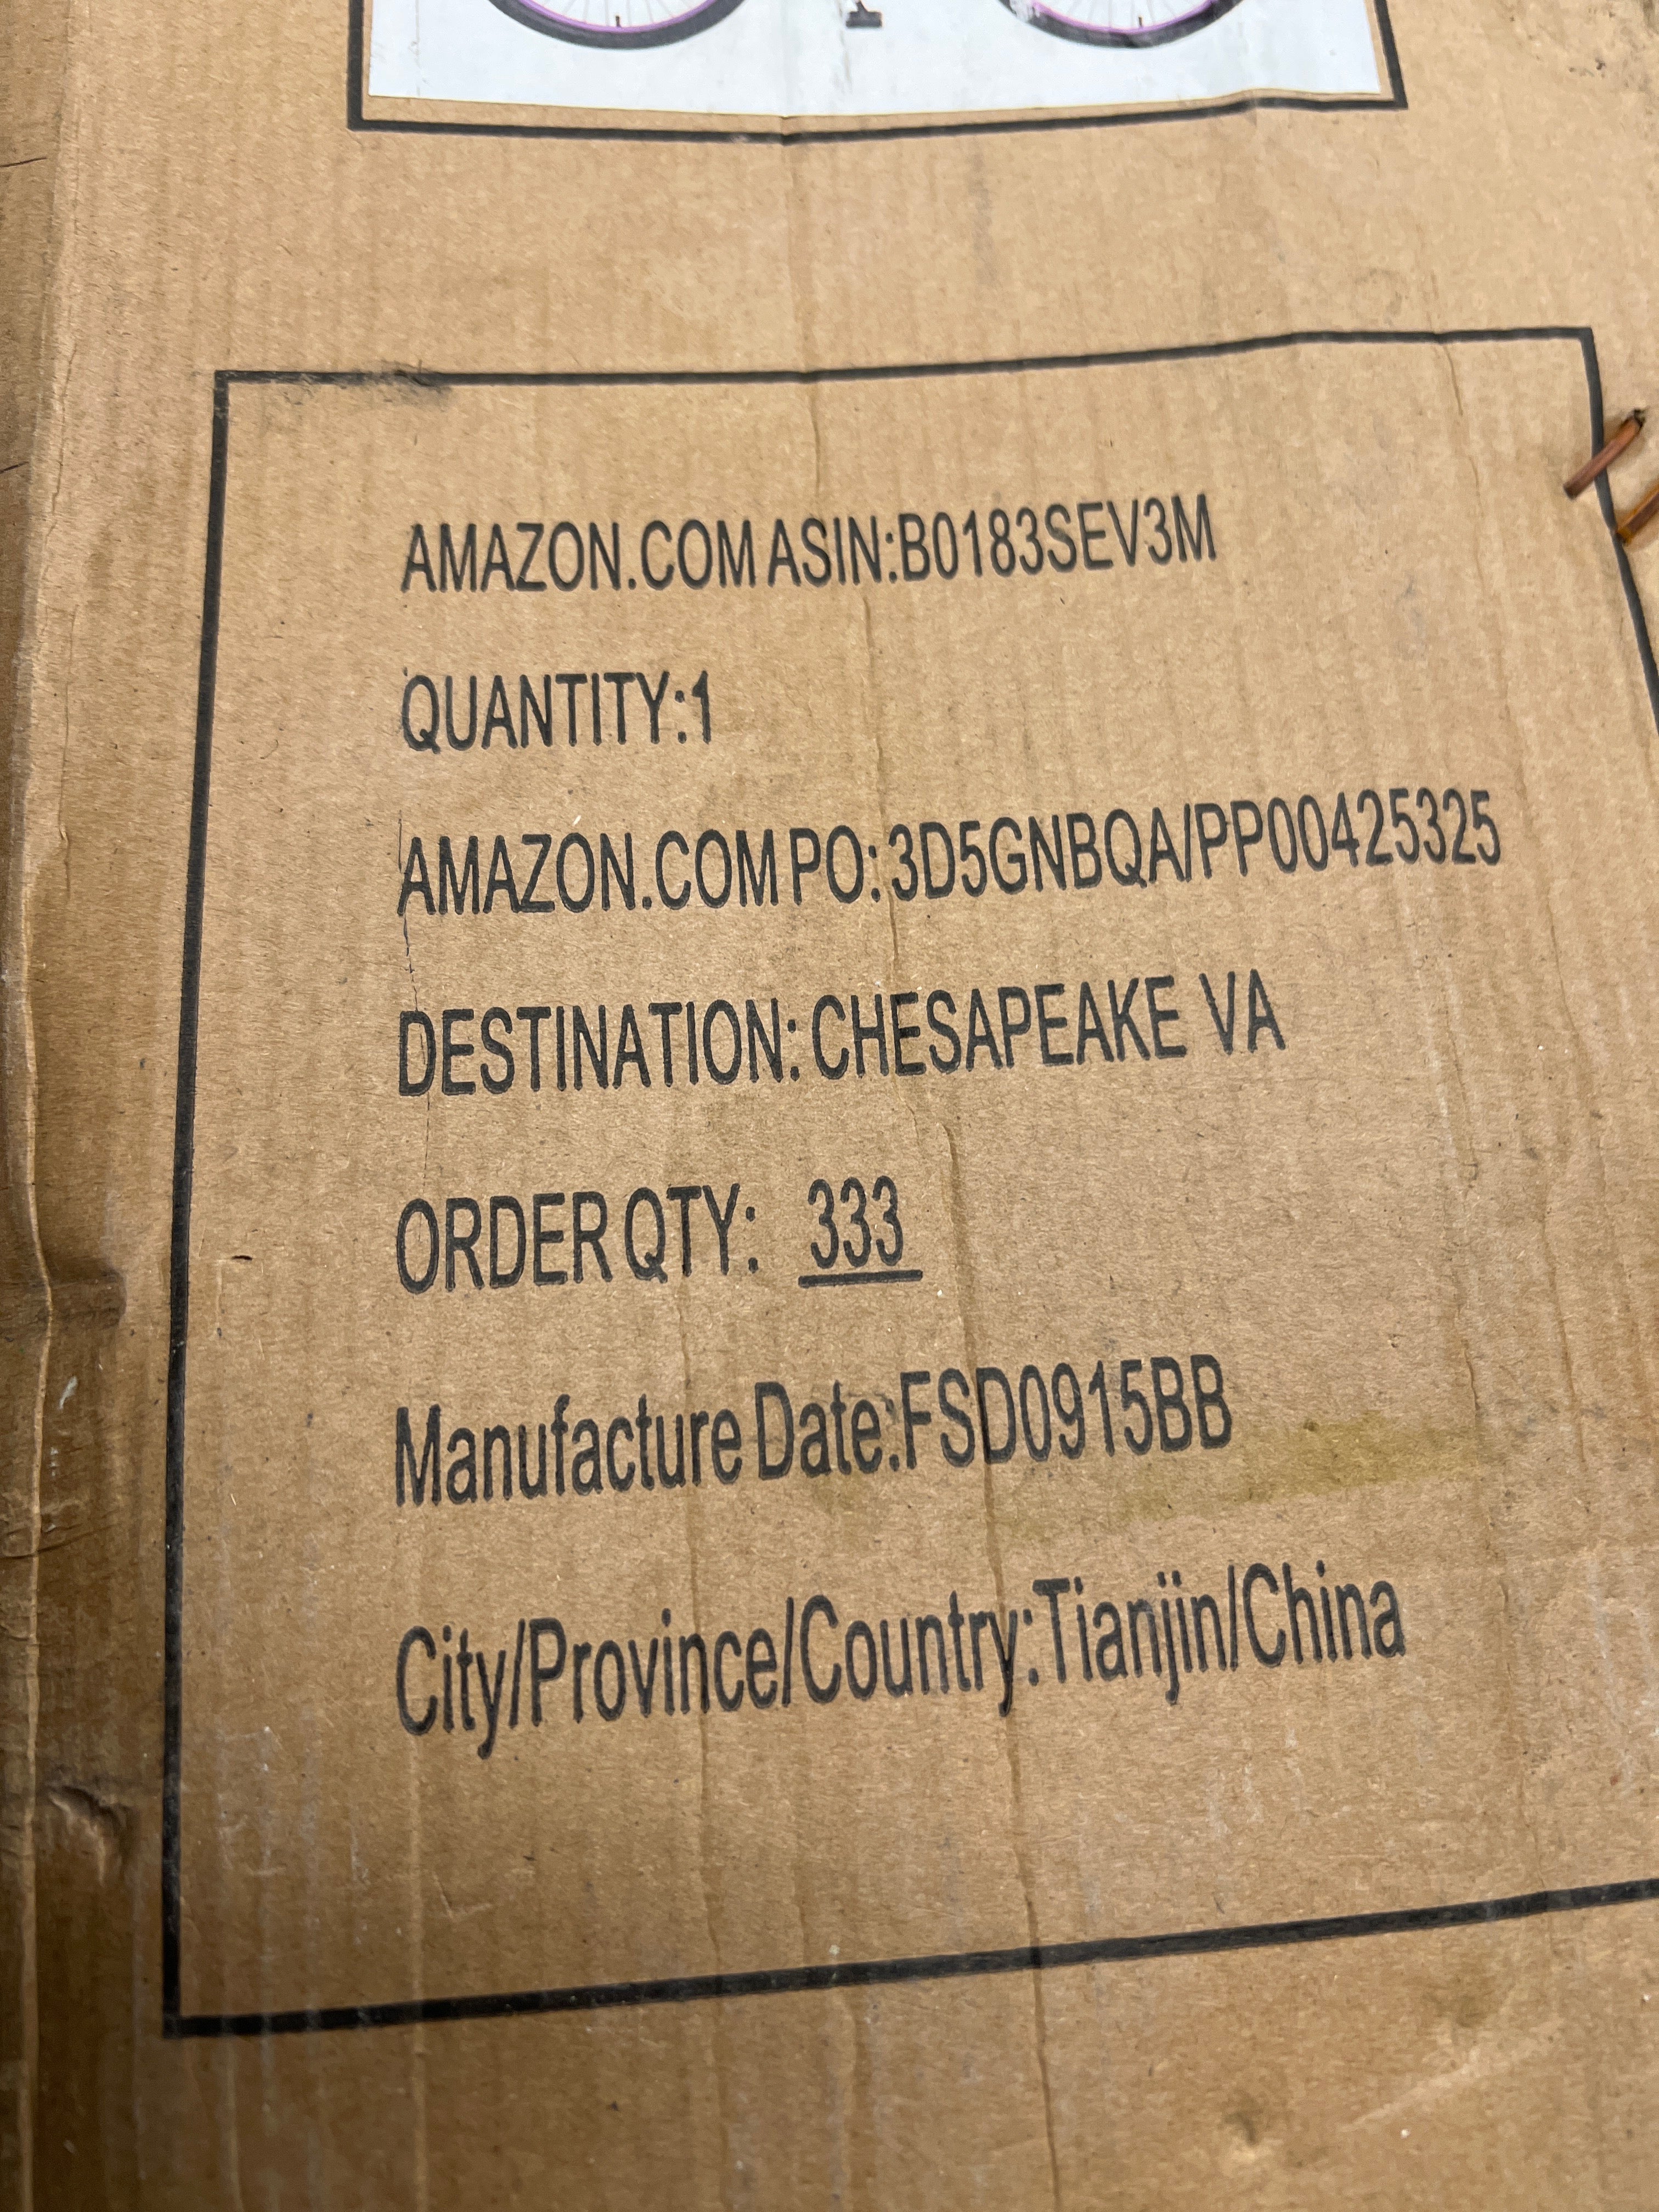 AMAZON.COM ASIN:B0183SEV3M
QUANTITY:1
AMAZON.COM PO: 3D5GNBQA/PP00425325
DESTINATION: CHESAPEAKE VA
ORDER QTY: 333
Manufacture Date:FSD0915BB
City/Province/Country:Tianjin/China